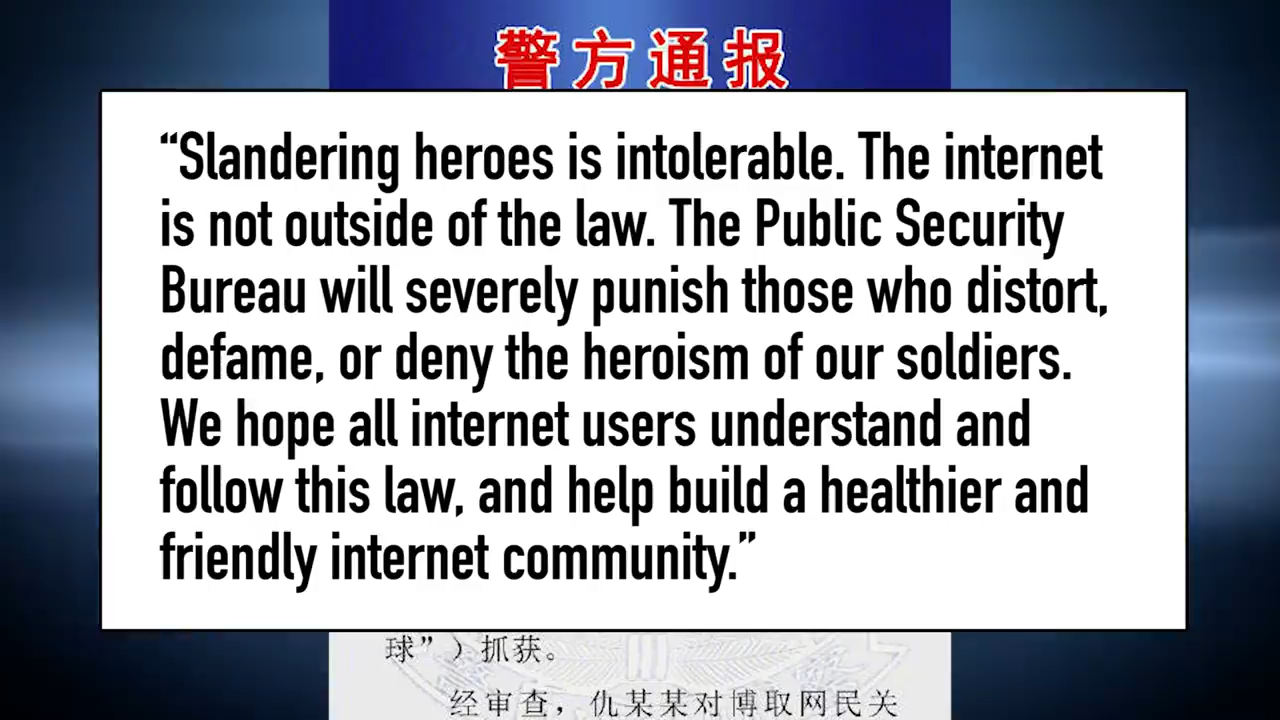 警方通报
“Slandering heroes is intolerable. The internet
is not outside of the law. The Public Security
Bureau will severely punish those who distort,
defame, or deny the heroism of our soldiers.
We hope all internet users understand and
follow this law, and help build a healthier and
friendly internet community.”
球”）抓获。
经审查，仇某某对博取网民关